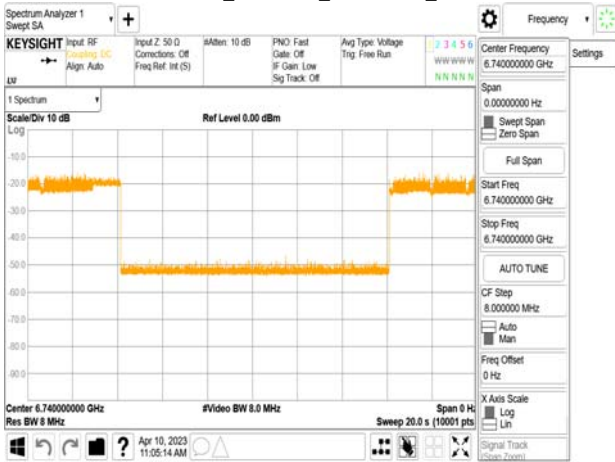 Spectrum Analyzer 1
Swept SA
Frequency
KEYSIGHT
Input: RF
Coupling: DC
Align: Auto
Input Z: 50 Ω
Corrections: Off
Freq Ref: Int (S)
#Atten: 10 dB
PNO: Fast
Gate: Off
IF Gain: Low
Sig Track: Off
Avg Type: Voltage
Trig: Free Run
1 2 3 4 5 6
W W W W W W
N N N N N N
LXI
Center Frequency
6.740000000 GHz
Settings
Span
0.00000000 Hz
Swept Span
Zero Span
Full Span
Start Freq
6.740000000 GHz
Stop Freq
6.740000000 GHz
AUTO TUNE
CF Step
8.000000 MHz
Auto
Man
Freq Offset
0 Hz
X Axis Scale
Log
Lin
Signal Track
(Span Zoom)
1 Spectrum
Scale/Div 10 dB
Ref Level 0.00 dBm
Log
-10.0
-20.0
-30.0
-40.0
-50.0
-60.0
-70.0
-80.0
-90.0
Center 6.740000000 GHz
#Video BW 8.0 MHz
Span 0 Hz
Res BW 8 MHz
Sweep 20.0 s (10001 pts
?
Apr 10, 2023
11:05:14 AM